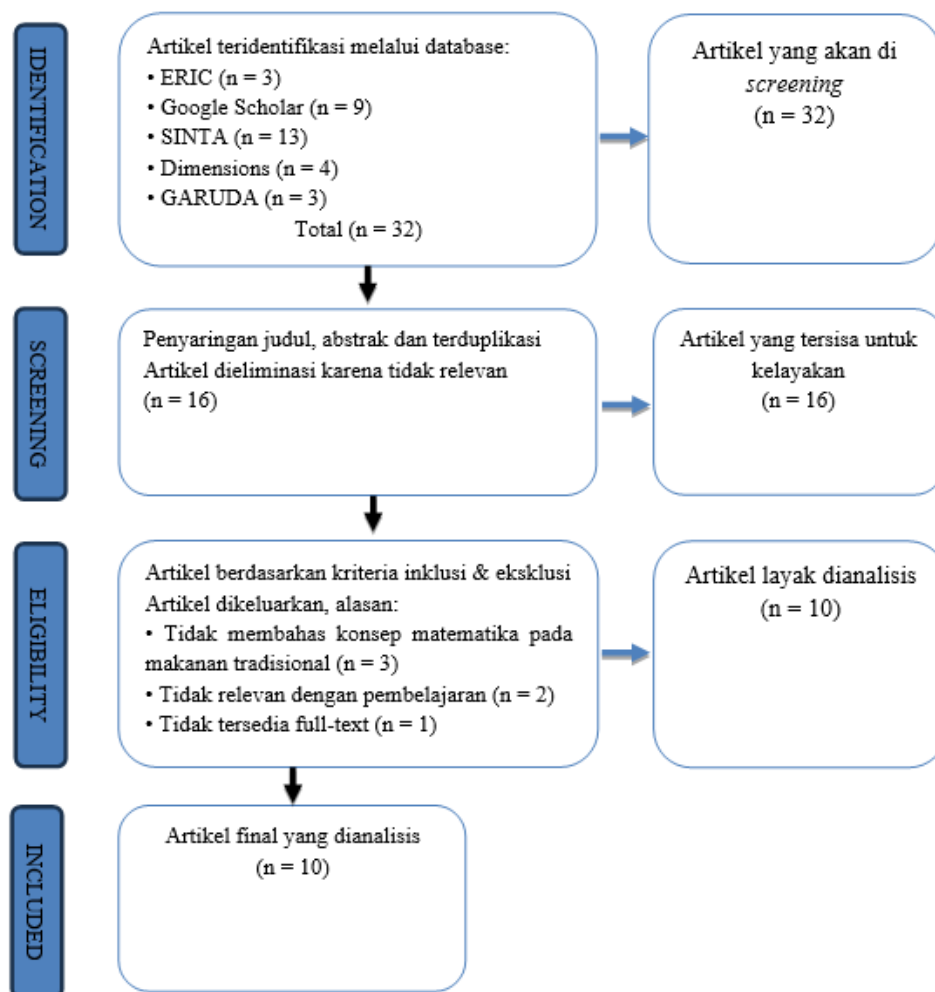 IDENTIFICATION
Artikel teridentifikasi melalui database:
• ERIC (n = 3)
• Google Scholar (n = 9)
• SINTA (n = 13)
• Dimensions (n = 4)
• GARUDA (n = 3)
Total (n = 32)
Artikel yang akan di
screening
(n = 32)
SCREENING
Penyaringan judul, abstrak dan terduplikasi
Artikel dieliminasi karena tidak relevan
(n = 16)
Artikel yang tersisa untuk
kelayakan
(n = 16)
ELIGIBILITY
Artikel berdasarkan kriteria inklusi & eksklusi
Artikel dikeluarkan, alasan:
• Tidak membahas konsep matematika pada
makanan tradisional (n = 3)
• Tidak relevan dengan pembelajaran (n = 2)
• Tidak tersedia full-text (n = 1)
Artikel layak dianalisis
(n = 10)
INCLUDED
Artikel final yang dianalisis
(n = 10)